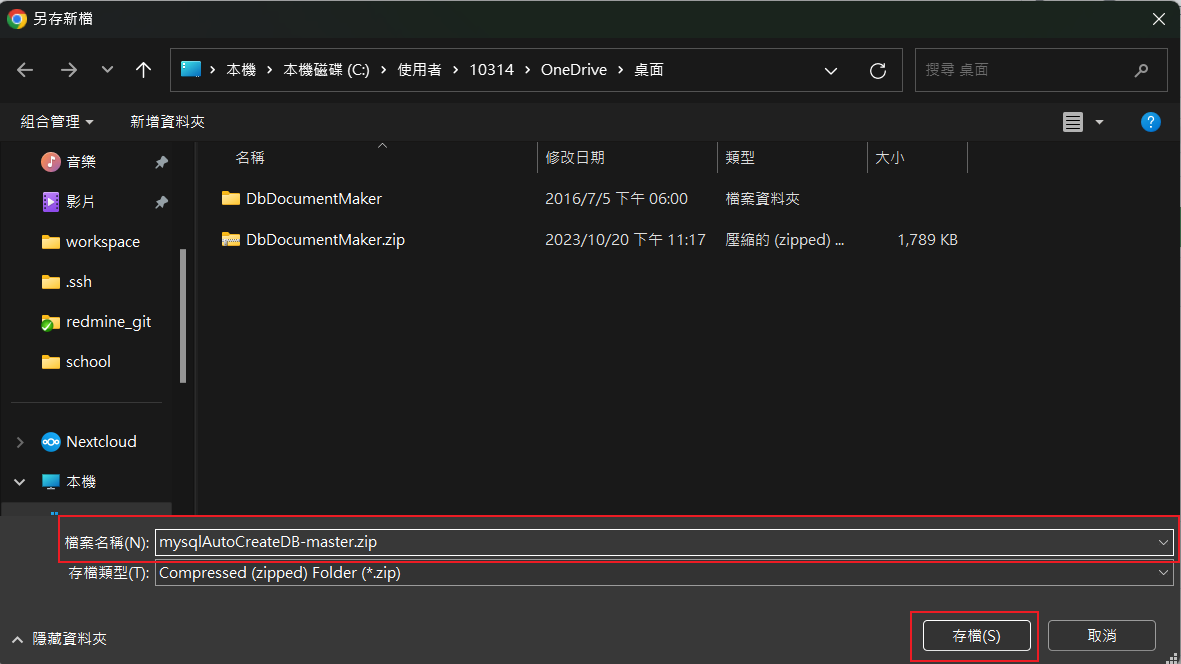 另存新檔
本機 › 本機磁碟 (C:) › 使用者 › 10314 › OneDrive › 桌面
搜尋 桌面
組合管理 新增資料夾
名稱 修改日期 類型 大小
音樂
影片
workspace
.ssh
redmine_git
school
Nextcloud
本機
DbDocumentMaker 2016/7/5 下午 06:00 檔案資料夾
DbDocumentMaker.zip 2023/10/20 下午 11:17 壓縮的 (zipped) ... 1,789 KB
檔案名稱(N): mysqlAutoCreateDB-master.zip
存檔類型(T): Compressed (zipped) Folder (*.zip)
隱藏資料夾 存檔(S) 取消